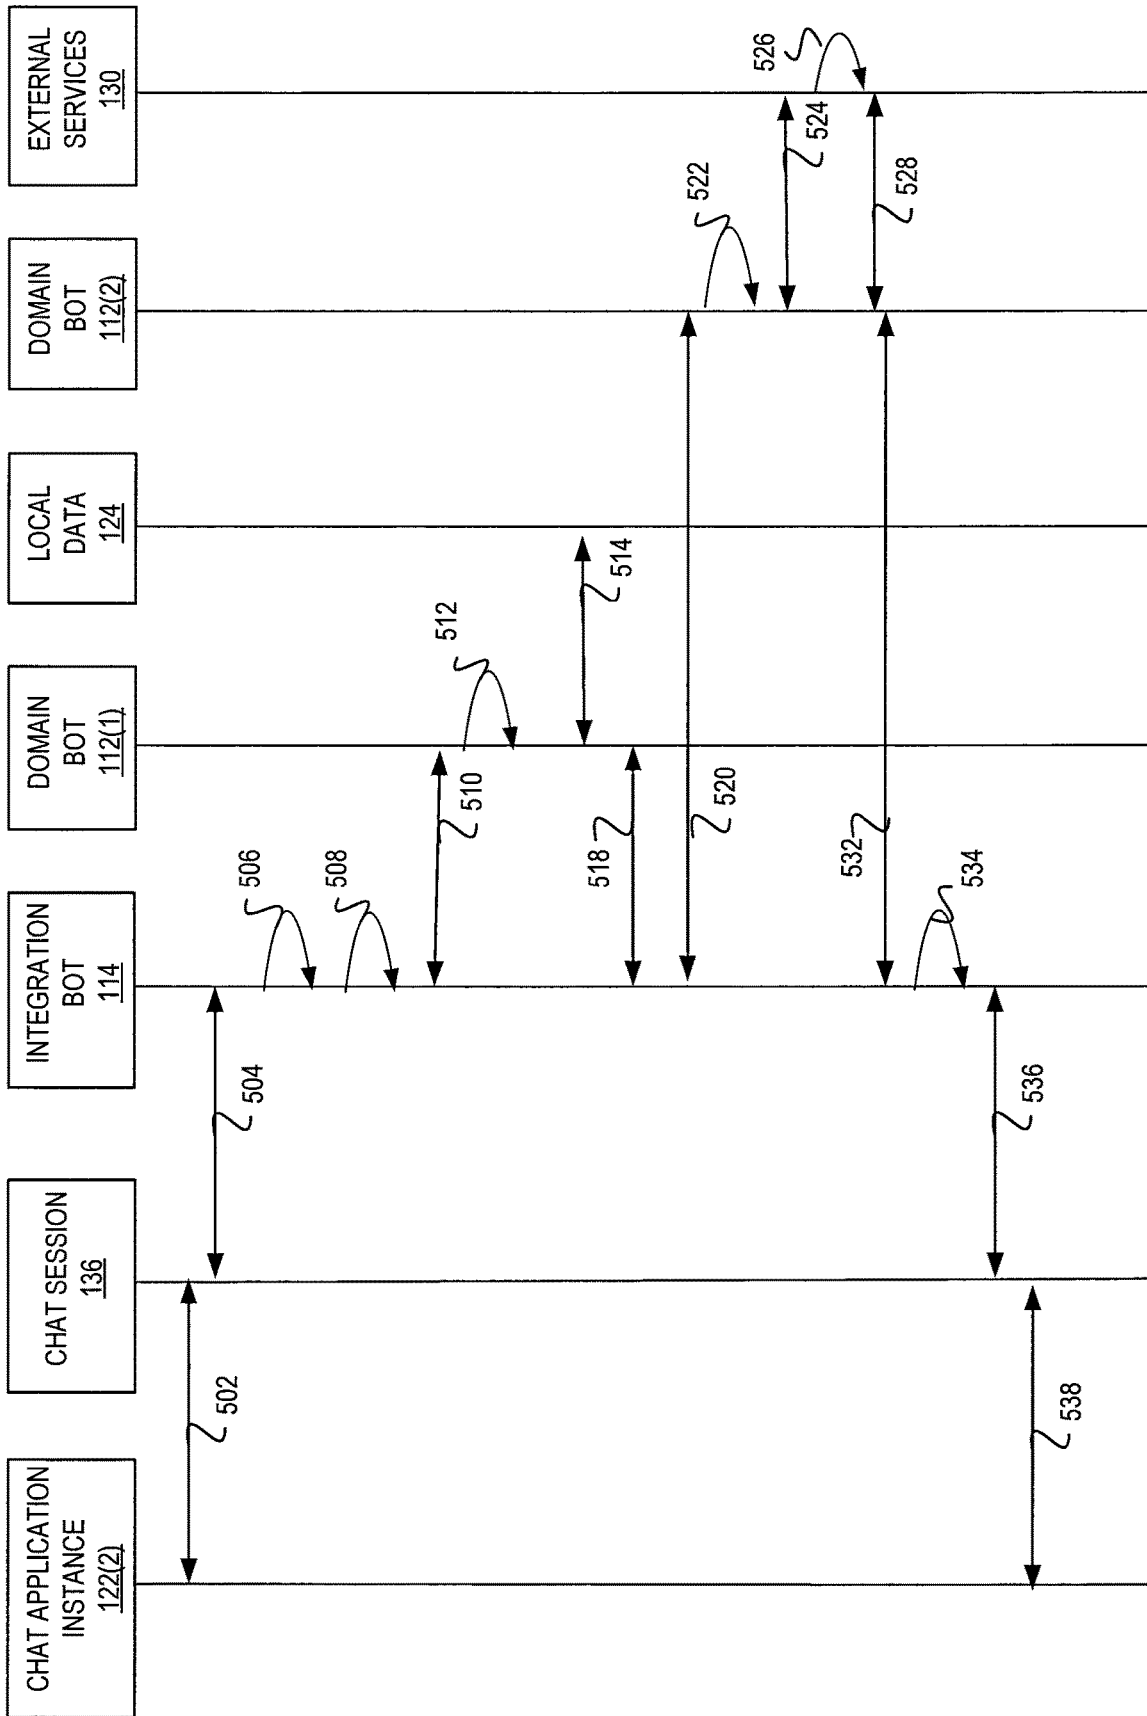 CHAT APPLICATION
INSTANCE
122(2)
CHAT SESSION
136
INTEGRATION
BOT
114
DOMAIN
BOT
112(1)
LOCAL
DATA
124
DOMAIN
BOT
112(2)
EXTERNAL
SERVICES
130
502
504
506
508
510
512
514
518
520
522
524
526
528
532
534
536
538